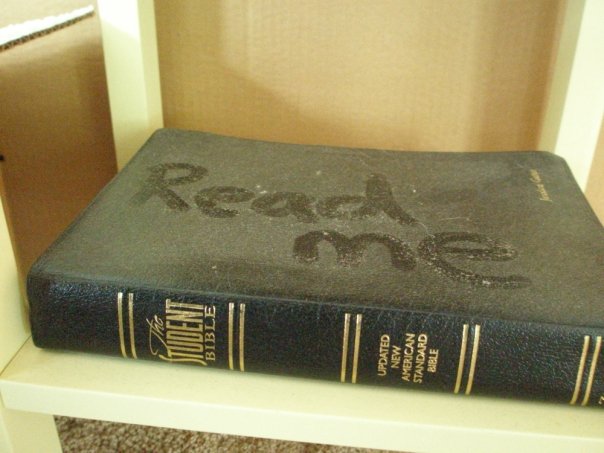 Read
me
The
STUDENT
BIBLE
UPDATED
NEW
AMERICAN
STANDARD
BIBLE